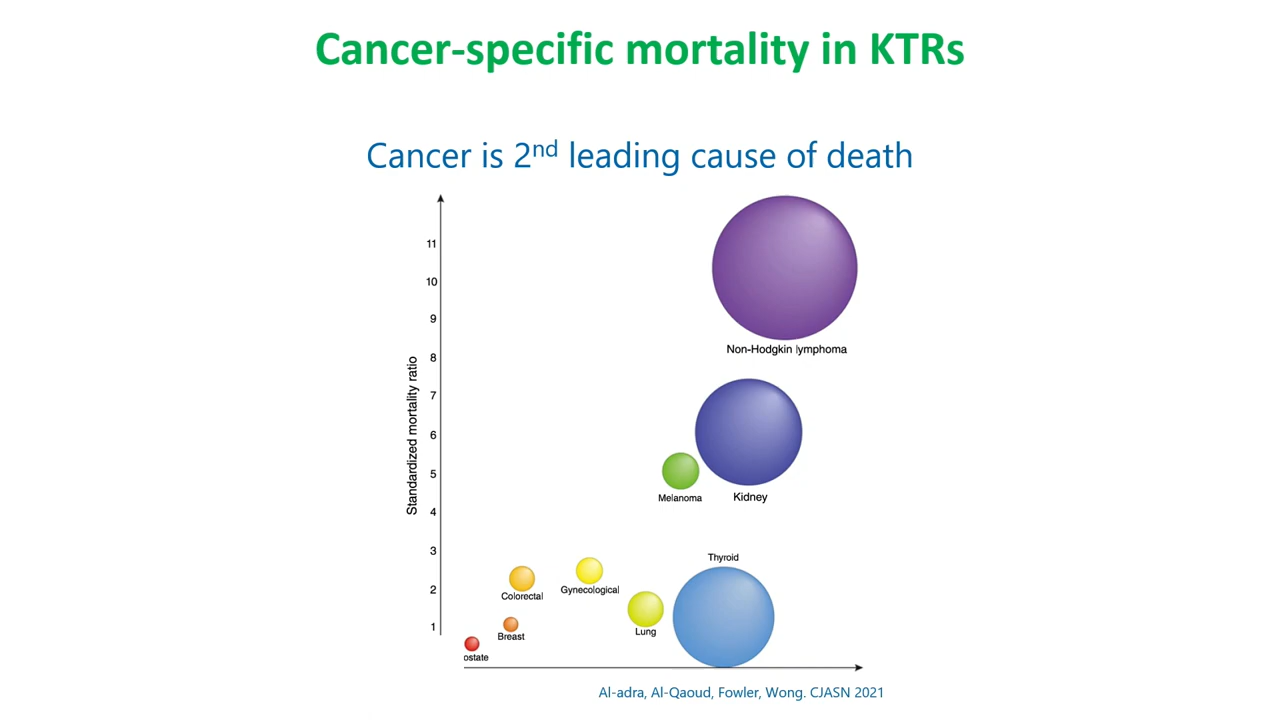 Cancer-specific mortality in KTRs
Cancer is 2nd leading cause of death
11
10
9
8
7
6
5
4
3
2
1
Standardized mortality ratio
Non-Hodgkin lymphoma
Melanoma
Kidney
Thyroid
Colorectal
Gynecological
Lung
Breast
ostate
Al-adra, Al-Qaoud, Fowler, Wong. CJASN 2021